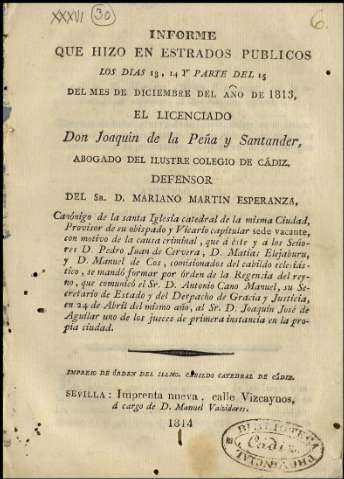 XXXVI 30
6.
INFORME
QUE HIZO EN ESTRADOS PUBLICOS
LOS DIAS 13, 14 Y PARTE DEL 15
DEL MES DE DICIEMBRE DEL AÑO DE 1813,
EL LICENCIADO
Don Joaquin de la Peña y Santander,
ABOGADO DEL ILUSTRE COLEGIO DE CÁDIZ,
DEFENSOR
DEL SR. D. MARIANO MARTIN ESPERANZA,
Canónigo de la santa Iglesia catedral de la misma Ciudad,
Provisor de su obispado y Vicario capitular sede vacante,
con motivo de la causa criminal, que á éste y á los Seño-
res D. Pedro Juan de Cervera, D. Matias Elejaburu,
y D. Manuel de Cos, comisionados del cabildo eclesiás-
tico, se mandó formar por órden de la Regencia del rey-
no, que comunicó el Sr. D. Antonio Cano Manuel, su Se-
cretario de Estado y del Despacho de Gracia y Justicia,
en 24 de Abril del mismo año, al Sr. D. Joaquin José de
Aguilar uno de los jueces de primera instancia en la pro-
pia ciudad.
IMPRESO DE ÓRDEN DEL ILLMO. CABILDO CATEDRAL DE CÁDIZ.
SEVILLA: Imprenta nueva, calle Vizcaynos,
á cargo de D. Manuel Valvidares.
1814
BIBLIOTECA
Cádiz
PROVINCIAL